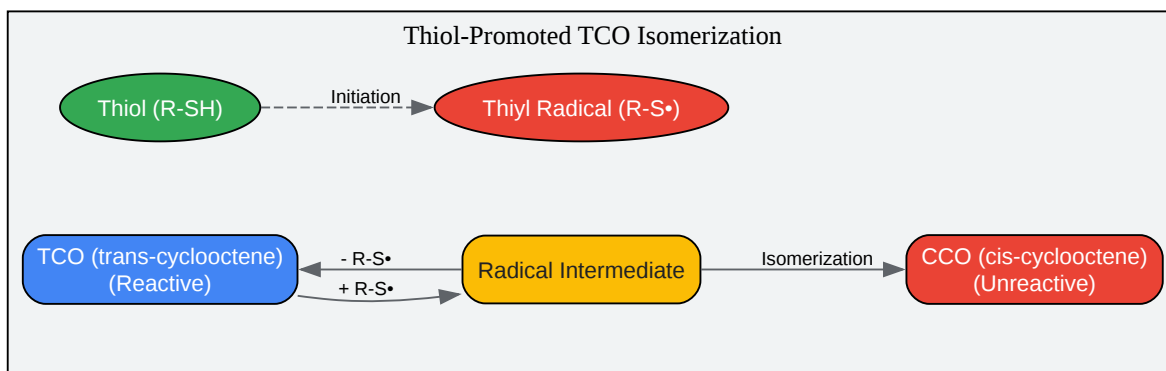 Thiol-Promoted TCO Isomerization
Thiol (R-SH)
Initiation
Thiyl Radical (R-S•)
TCO (trans-cyclooctene)
(Reactive)
- R-S•
+ R-S•
Radical Intermediate
Isomerization
CCO (cis-cyclooctene)
(Unreactive)